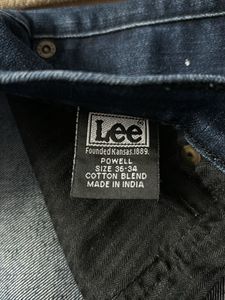 Lee
Founded Kansas.1889.
POWELL
SIZE 36-34
COTTON BLEND
MADE IN INDIA